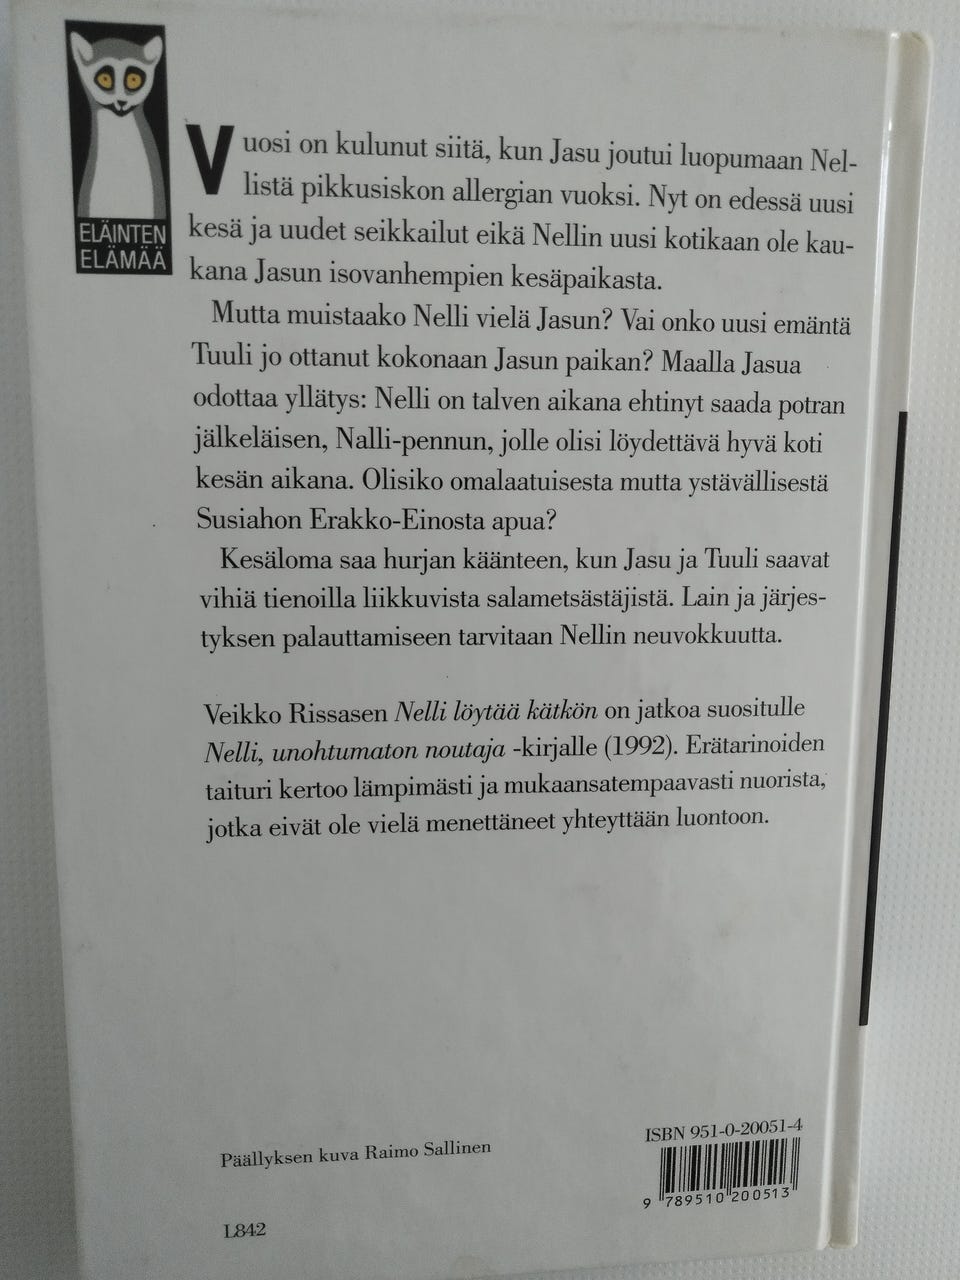 ELÄINTEN
ELÄMÄÄ
Vuosi on kulunut siitä, kun Jasu joutui luopumaan Nel-
listä pikkusiskon allergian vuoksi. Nyt on edessä uusi
kesä ja uudet seikkailut eikä Nellin uusi kotikaan ole kau-
kana Jasun isovanhempien kesäpaikasta.
Mutta muistaako Nelli vielä Jasun? Vai onko uusi emäntä
Tuuli jo ottanut kokonaan Jasun paikan? Maalla Jasua
odottaa yllätys: Nelli on talven aikana ehtinyt saada potran
jälkeläisen, Nalli-pennun, jolle olisi löydettävä hyvä koti
kesän aikana. Olisiko omalaatuisesta mutta ystävällisestä
Susiahon Erakko-Einosta apua?
Kesäloma saa hurjan käänteen, kun Jasu ja Tuuli saavat
vihiä tienoilla liikkuvista salametsästäjistä. Lain ja järjes-
tyksen palauttamiseen tarvitaan Nellin neuvokkuutta.
Veikko Rissasen Nelli löytää kätkön on jatkoa suositulle
Nelli, unohtumaton noutaja -kirjalle (1992). Erätarinoiden
taituri kertoo lämpimästi ja mukaansatempaavasti nuorista,
jotka eivät ole vielä menettäneet yhteyttään luontoon.
Päällyksen kuva Raimo Sallinen
ISBN 951-0-20051-4
9 789510 200513
L842